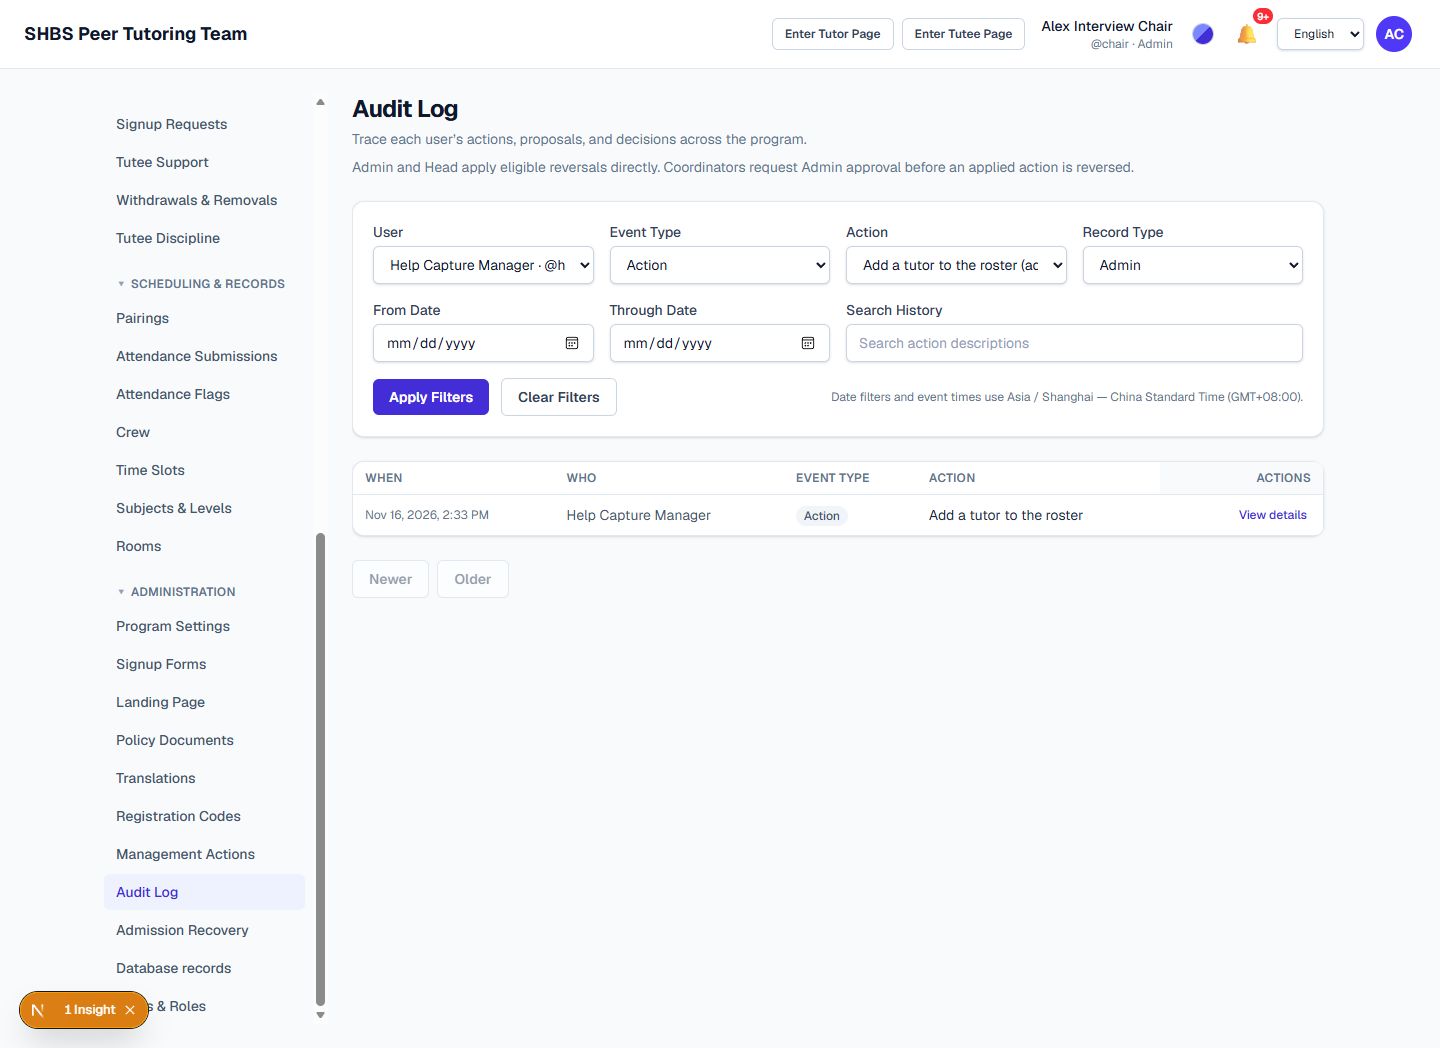 SHBS Peer Tutoring Team
Enter Tutor Page
Enter Tutee Page
Alex Interview Chair
@chair · Admin
9+
English
AC
Signup Requests
Tutee Support
Withdrawals & Removals
Tutee Discipline
SCHEDULING & RECORDS
Pairings
Attendance Submissions
Attendance Flags
Crew
Time Slots
Subjects & Levels
Rooms
ADMINISTRATION
Program Settings
Signup Forms
Landing Page
Policy Documents
Translations
Registration Codes
Management Actions
Audit Log
Admission Recovery
Database records
s & Roles
N 1 Insight
Audit Log
Trace each user's actions, proposals, and decisions across the program.
Admin and Head apply eligible reversals directly. Coordinators request Admin approval before an applied action is reversed.
User Event Type Action Record Type
Help Capture Manager · @h Action Add a tutor to the roster (ac Admin
From Date Through Date Search History
mm/dd/yyyy mm/dd/yyyy Search action descriptions
Apply Filters Clear Filters Date filters and event times use Asia / Shanghai — China Standard Time (GMT+08:00).
WHEN WHO EVENT TYPE ACTION ACTIONS
Nov 16, 2026, 2:33 PM Help Capture Manager Action Add a tutor to the roster View details
Newer Older